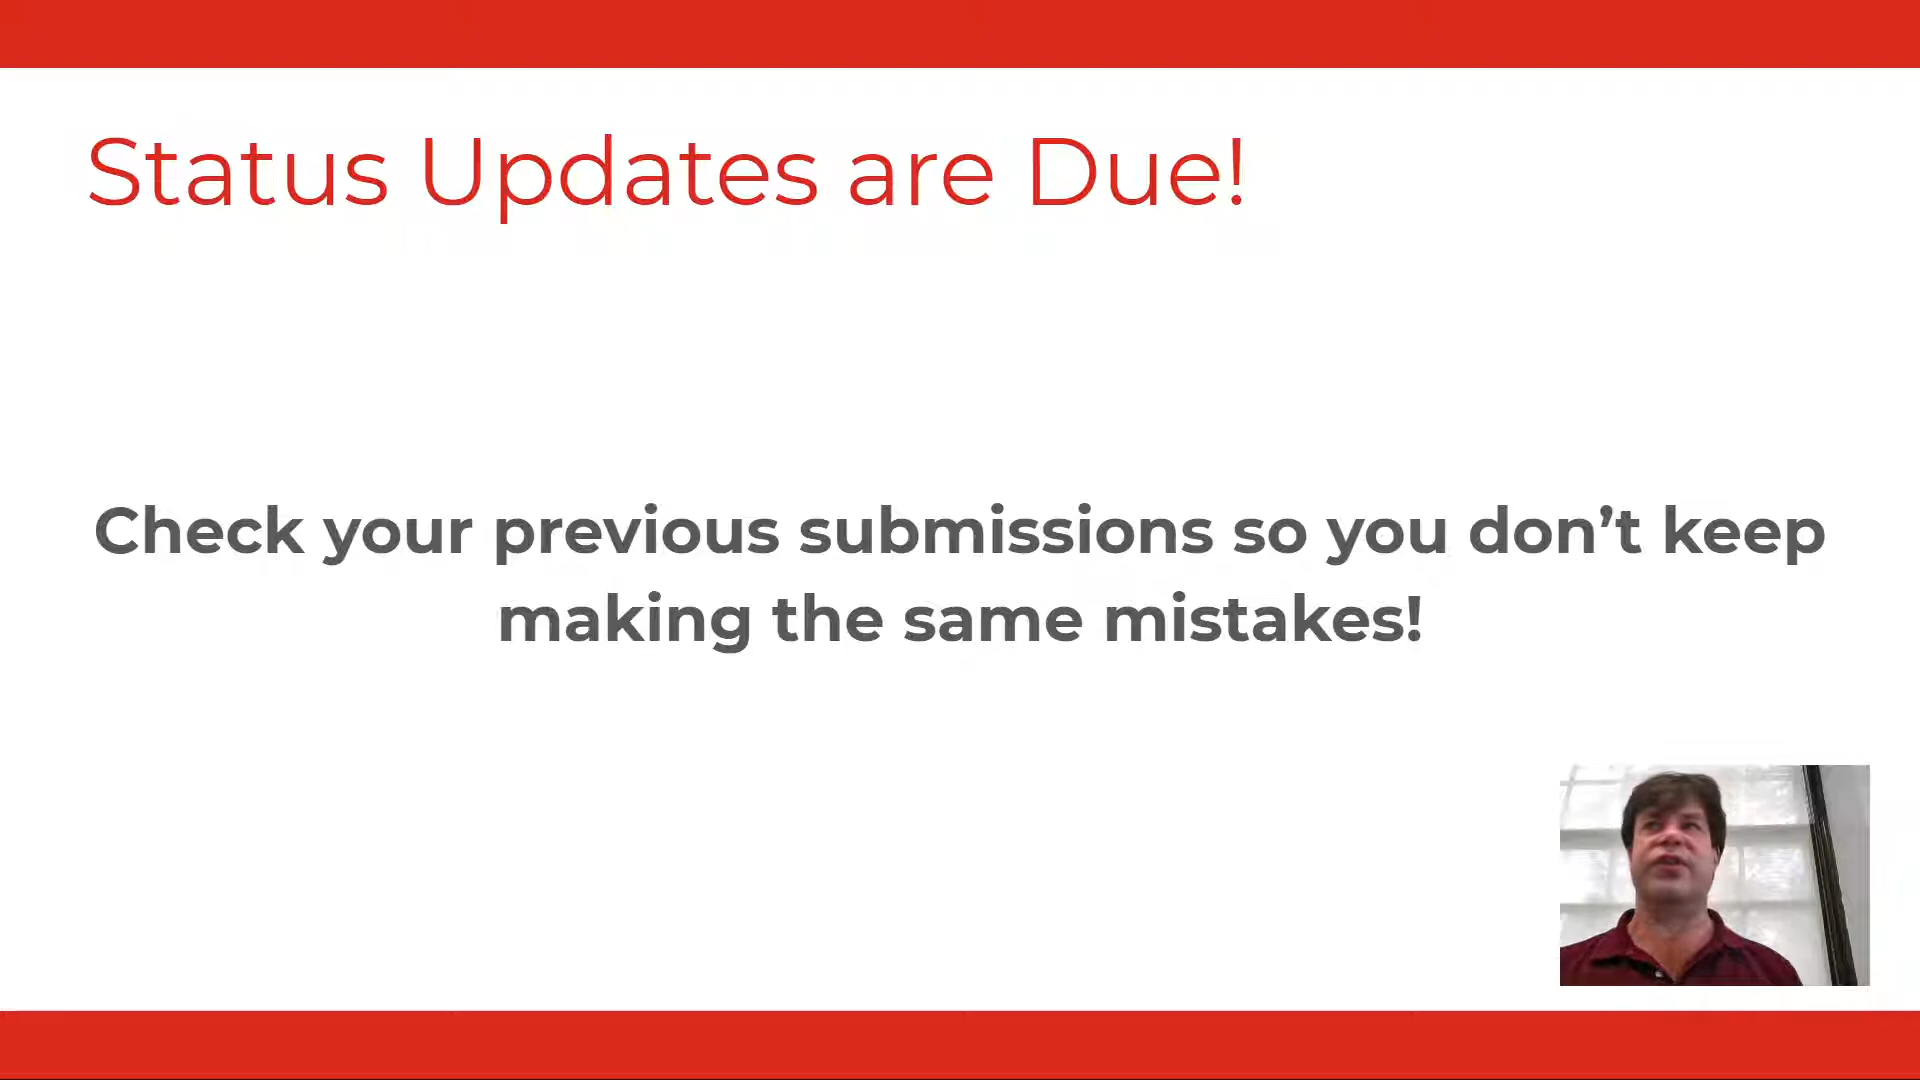 Status Updates are Due!
Check your previous submissions so you don’t keep
making the same mistakes!